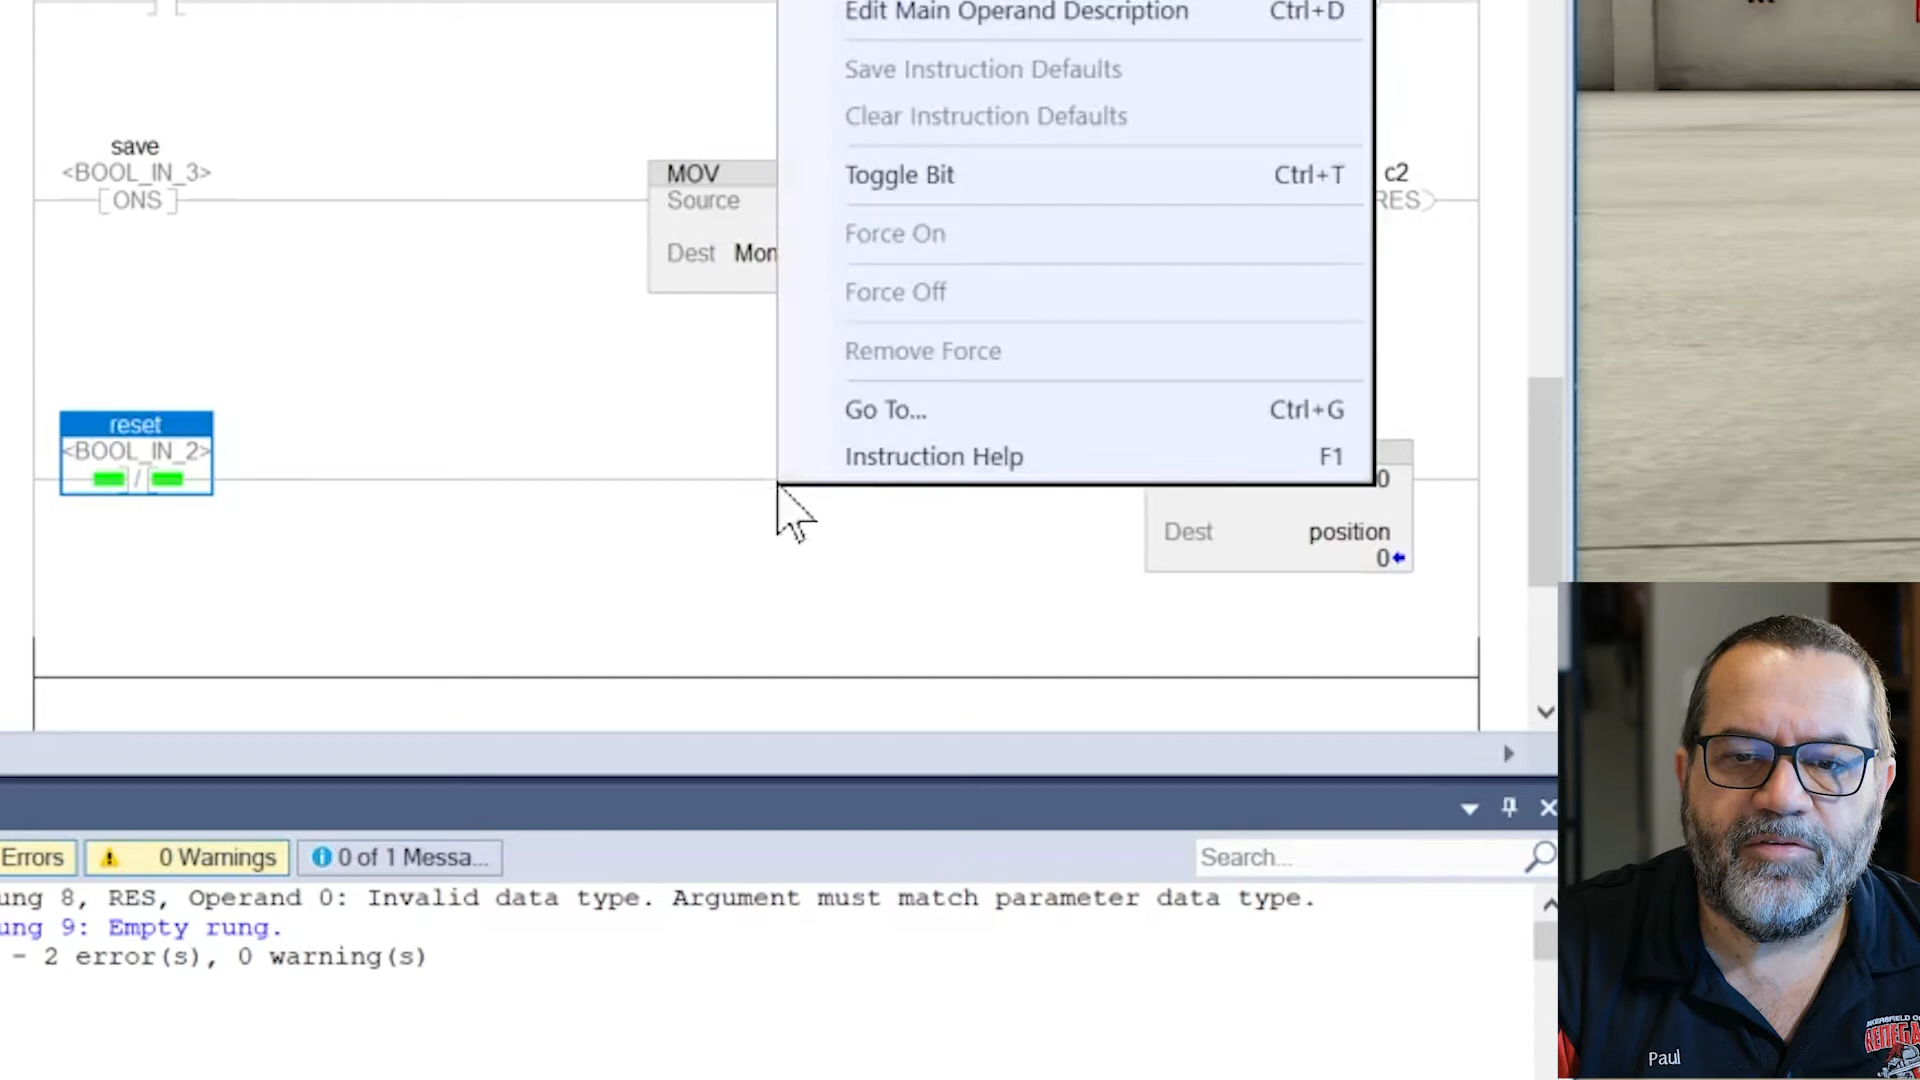 Edit Main Operand Description Ctrl+D
Save Instruction Defaults
Clear Instruction Defaults
Toggle Bit Ctrl+T
Force On
Force Off
Remove Force
Go To... Ctrl+G
Instruction Help F1
save
<BOOL_IN_3>
ONS
MOV
Source
Dest Mon
c2
RES
reset
<BOOL_IN_2>
/
0
Dest position
0
Errors 0 Warnings 0 of 1 Messa... Search...
ung 8, RES, Operand 0: Invalid data type. Argument must match parameter data type.
ung 9: Empty rung.
- 2 error(s), 0 warning(s)
Paul